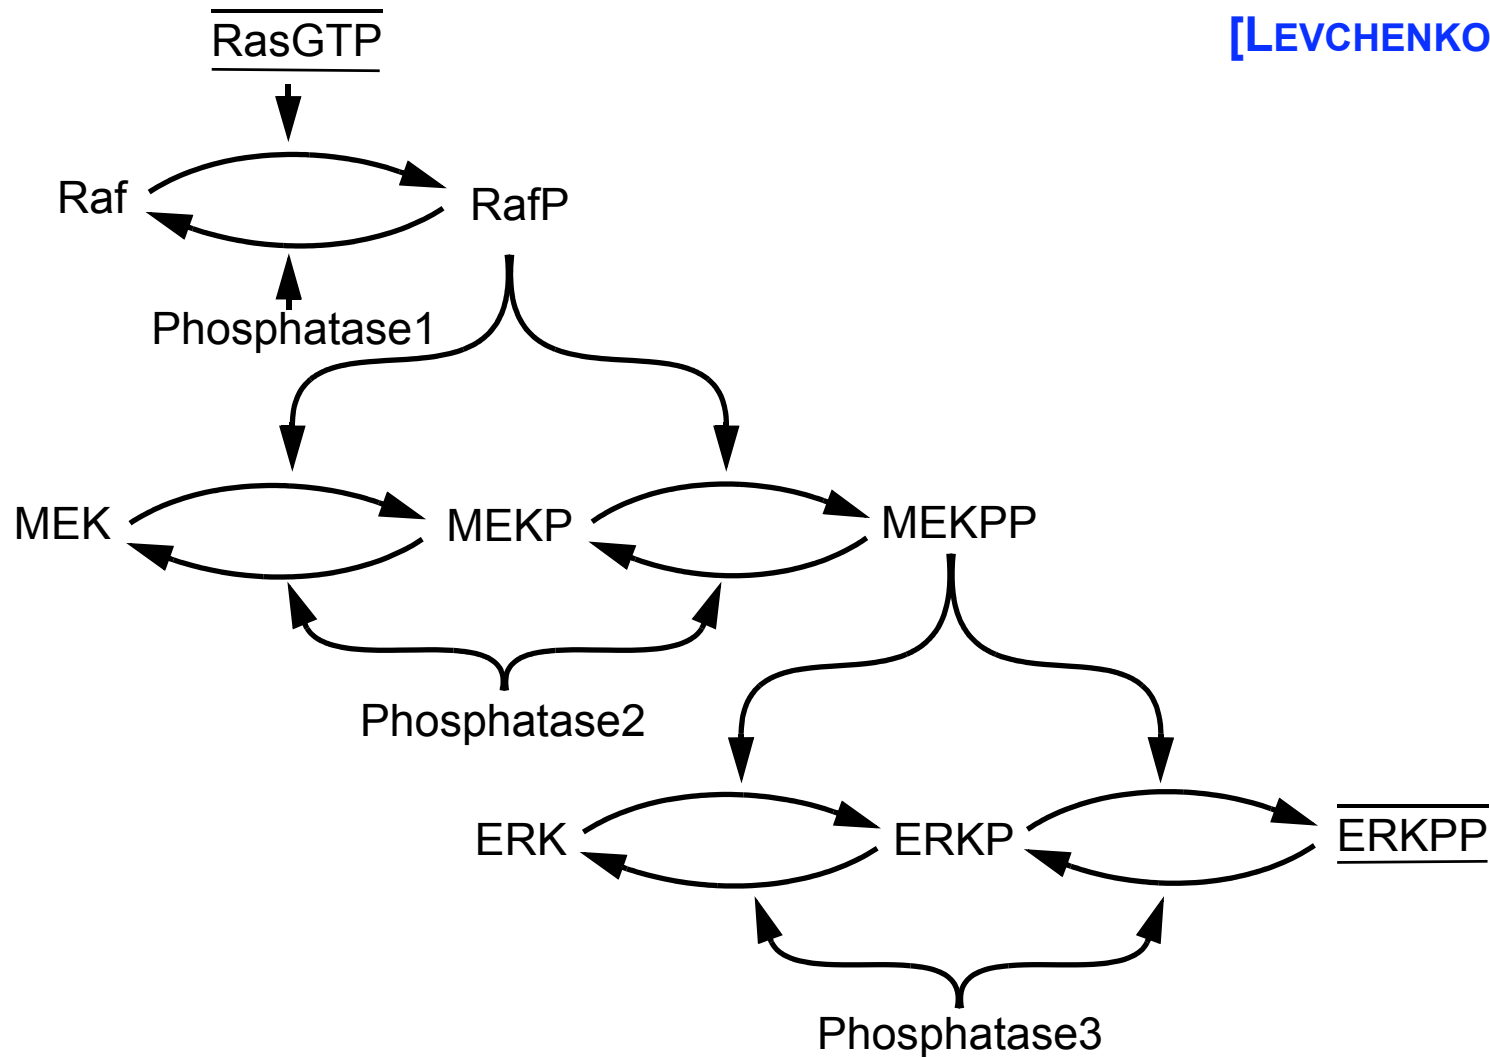 RasGTP
[LEVCHENKO
Raf
RafP
Phosphatase1
MEK
MEKP
MEKPP
Phosphatase2
ERK
ERKP
ERKPP
Phosphatase3